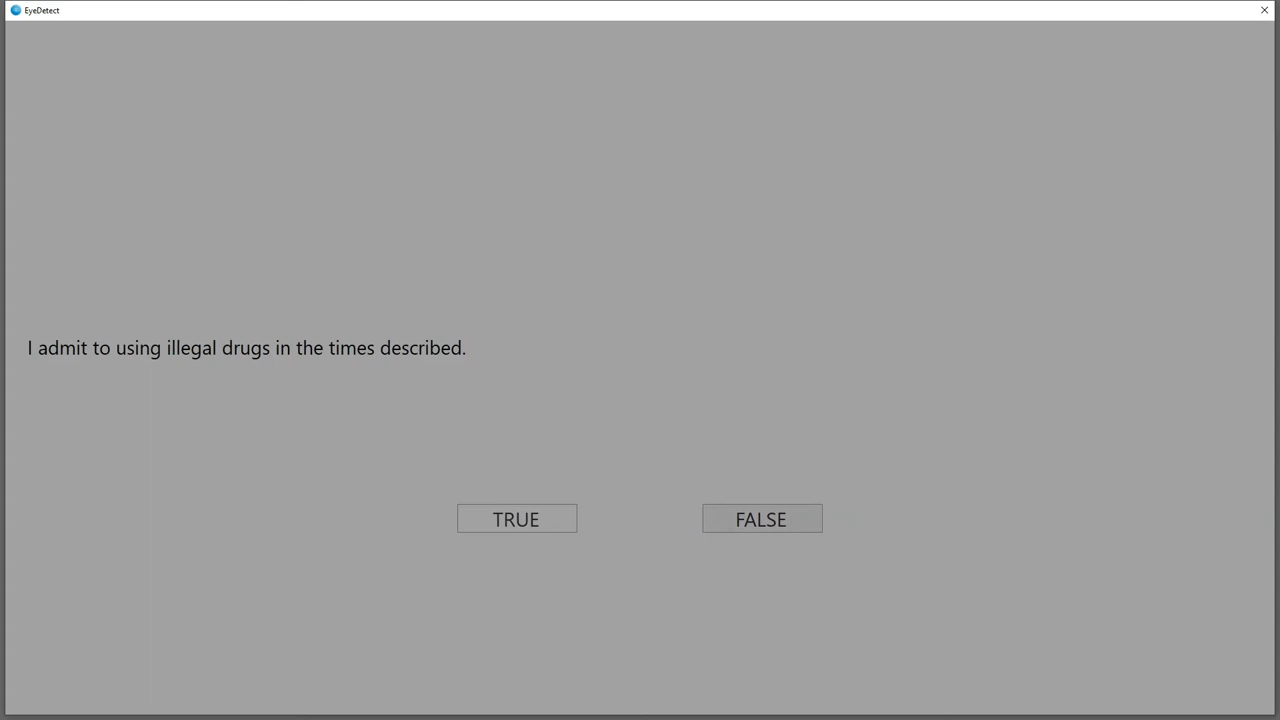 EyeDetect
I admit to using illegal drugs in the times described.
TRUE FALSE